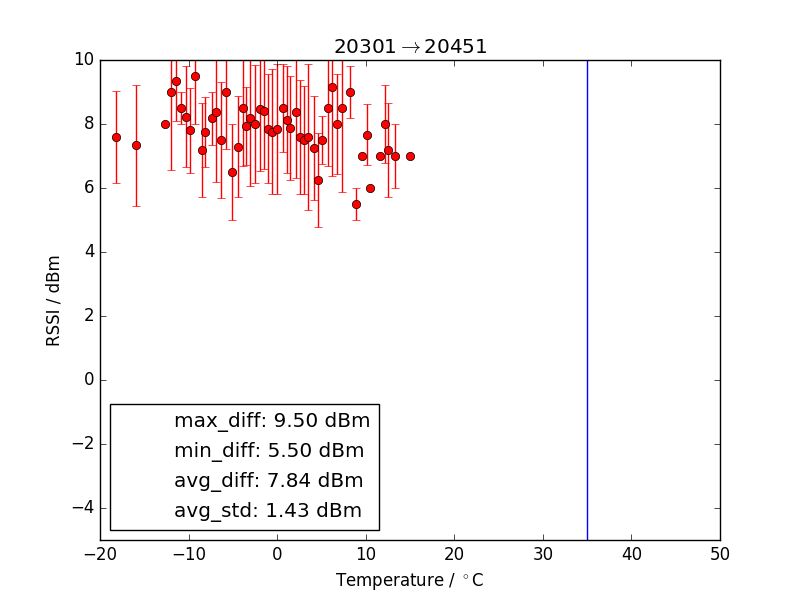 20301→20451
10
8
6
4
2
0
−2
−4
RSSI / dBm
max_diff: 9.50 dBm
min_diff: 5.50 dBm
avg_diff: 7.84 dBm
avg_std: 1.43 dBm
−20 −10 0 10 20 30 40 50
Temperature / °C